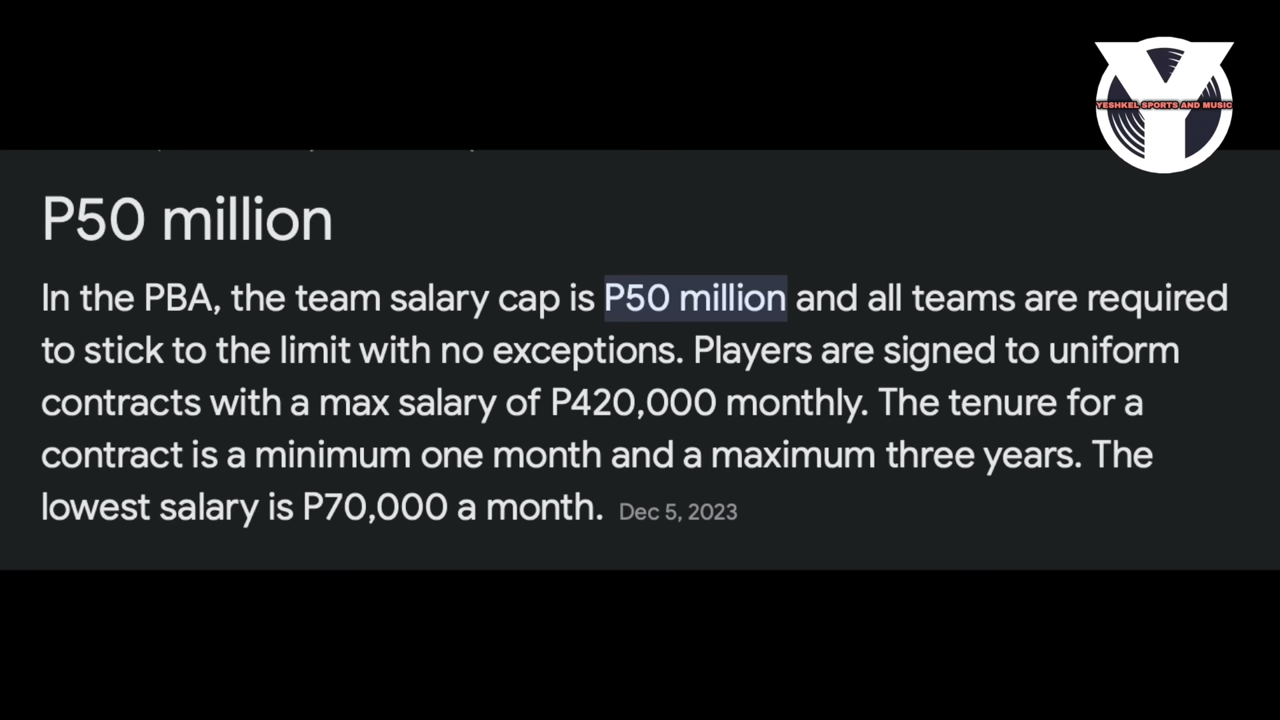 YESHKEL SPORTS AND MUSIC
P50 million
In the PBA, the team salary cap is P50 million and all teams are required
to stick to the limit with no exceptions. Players are signed to uniform
contracts with a max salary of P420,000 monthly. The tenure for a
contract is a minimum one month and a maximum three years. The
lowest salary is P70,000 a month. Dec 5, 2023